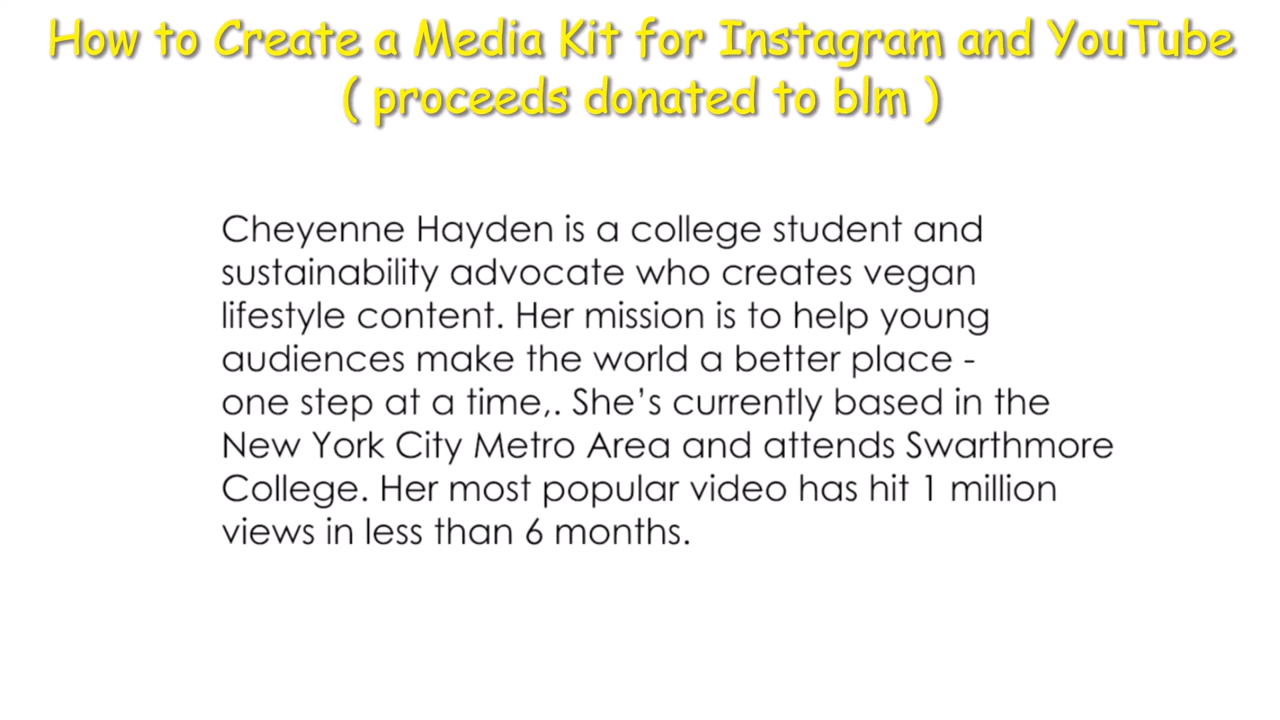 How to Create a Media Kit for Instagram and YouTube
( proceeds donated to blm )
Cheyenne Hayden is a college student and
sustainability advocate who creates vegan
lifestyle content. Her mission is to help young
audiences make the world a better place -
one step at a time,. She’s currently based in the
New York City Metro Area and attends Swarthmore
College. Her most popular video has hit 1 million
views in less than 6 months.